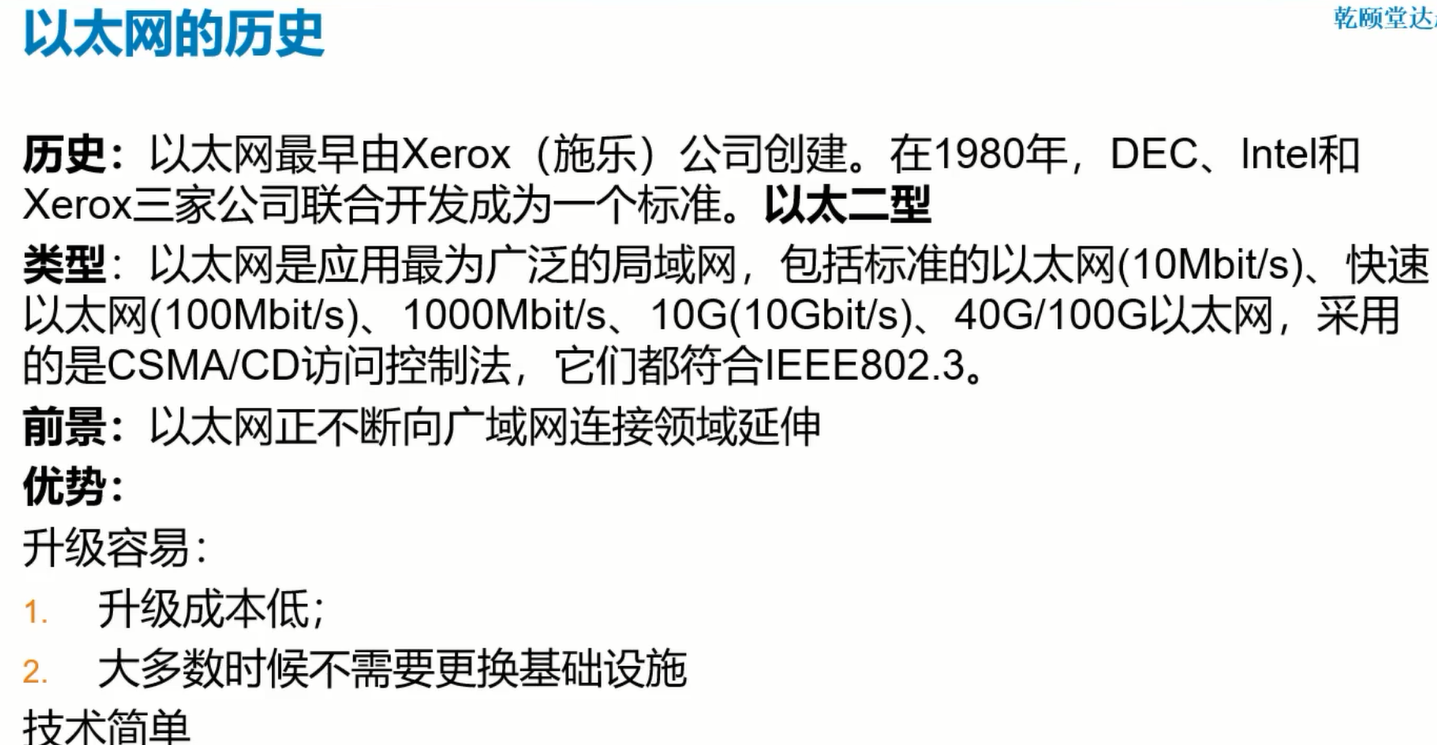 以太网的历史
乾颐堂达
历史：以太网最早由Xerox（施乐）公司创建。在1980年，DEC、Intel和
Xerox三家公司联合开发成为一个标准。以太二型
类型：以太网是应用最为广泛的局域网，包括标准的以太网(10Mbit/s)、快速
以太网(100Mbit/s)、1000Mbit/s、10G(10Gbit/s)、40G/100G以太网，采用
的是CSMA/CD访问控制法，它们都符合IEEE802.3。
前景：以太网正不断向广域网连接领域延伸
优势：
升级容易：
1. 升级成本低；
2. 大多数时候不需要更换基础设施
技术简单